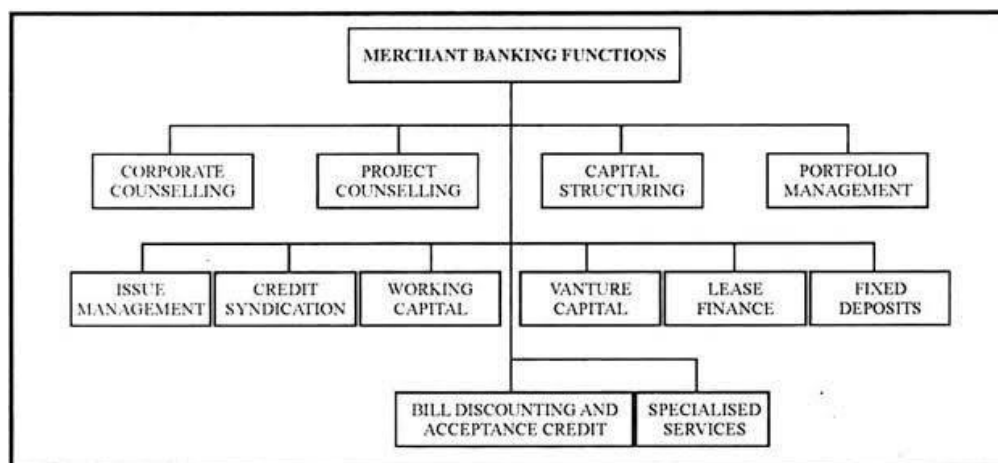 MERCHANT BANKING FUNCTIONS
CORPORATE
COUNSELLING
PROJECT
COUNSELLING
CAPITAL
STRUCTURING
PORTFOLIO
MANAGEMENT
ISSUE
MANAGEMENT
CREDIT
SYNDICATION
WORKING
CAPITAL
VANTURE
CAPITAL
LEASE
FINANCE
FIXED
DEPOSITS
BILL DISCOUNTING AND
ACCEPTANCE CREDIT
SPECIALISED
SERVICES